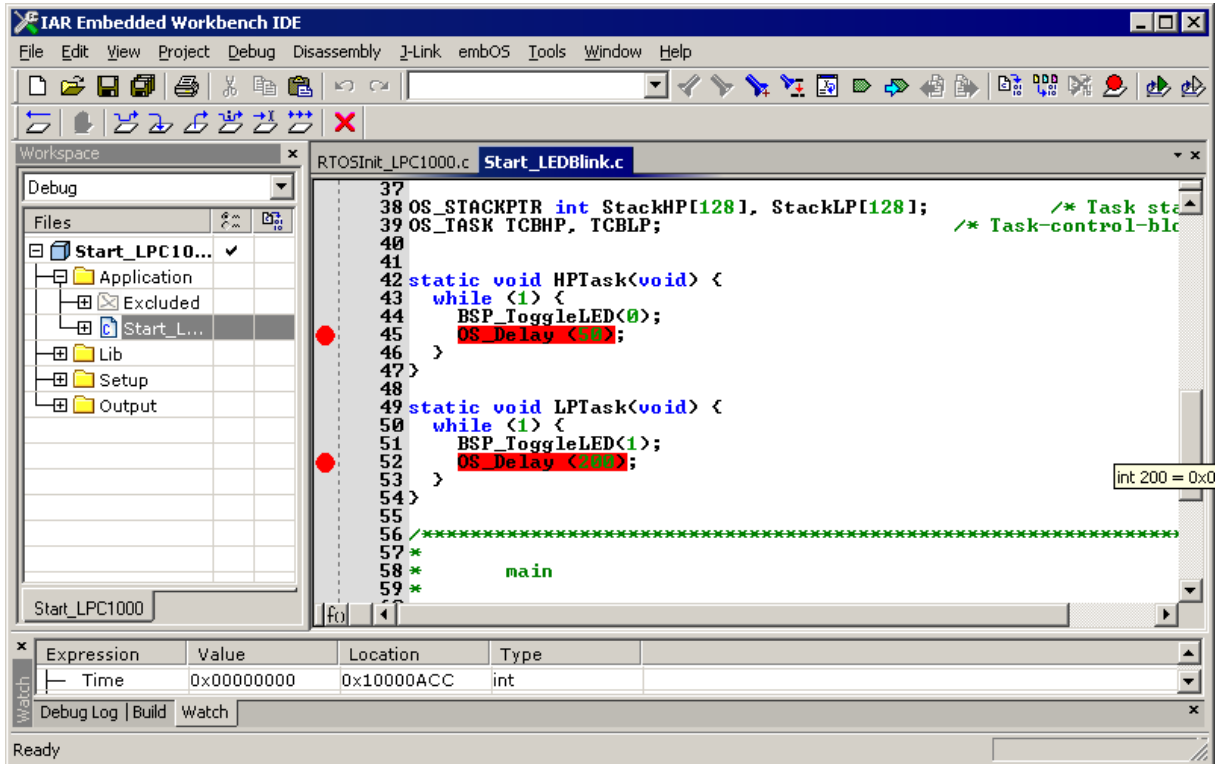 IAR Embedded Workbench IDE
File Edit View Project Debug Disassembly J-Link embOS Tools Window Help
Workspace
RTOSInit_LPC1000.c Start_LEDBlink.c
Debug
Files
Start_LPC10...
Application
Excluded
Start_L...
Lib
Setup
Output
Start_LPC1000
37
38 OS_STACKPTR int StackHP[128], StackLP[128]; /* Task sta
39 OS_TASK TCBHP, TCBLP; /* Task-control-blo
40
41
42 static void HPTask(void) {
43 while (1) {
44 BSP_ToggleLED(0);
45 OS_Delay (50);
46 }
47 }
48
49 static void LPTask(void) {
50 while (1) {
51 BSP_ToggleLED(1);
52 OS_Delay (200);
53 }
54 }
55
56 /**************************************************************
57 *
58 * main
59 *
int 200 = 0x0
f()
Expression Value Location Type
Time 0x00000000 0x10000ACC int
Watch
Debug Log Build Watch
Ready